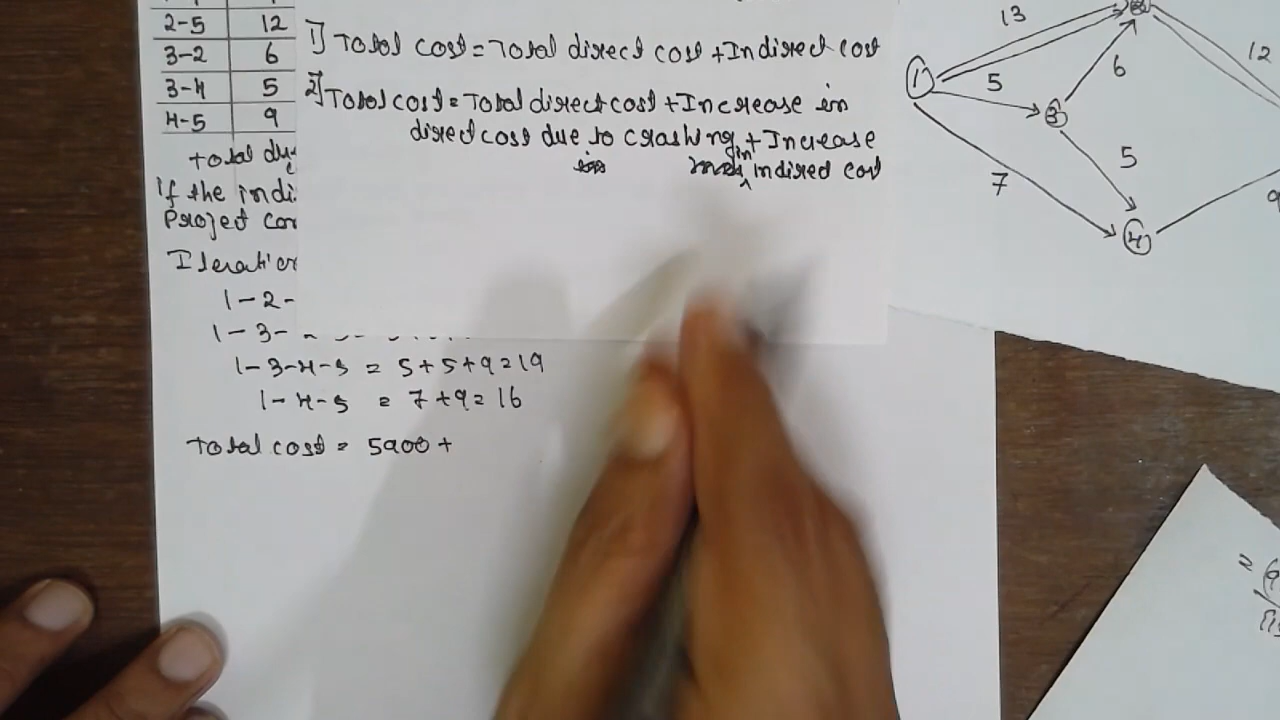 2-5 12
3-2 6
3-4 5
4-5 9
Total du
If the indi
Project con
Iteration
1-2-
1-3-
1-3-4-5 = 5+5+9=19
1-4-5 = 7+9=16
Total cost = 5900+
1] Total cost = Total direct cost + Indirect cost
2] Total cost = Total direct cost + Increase in
direct cost due to crashing + Increase
in indirect cost
13
12
1
5
6
3
5
7
4
9